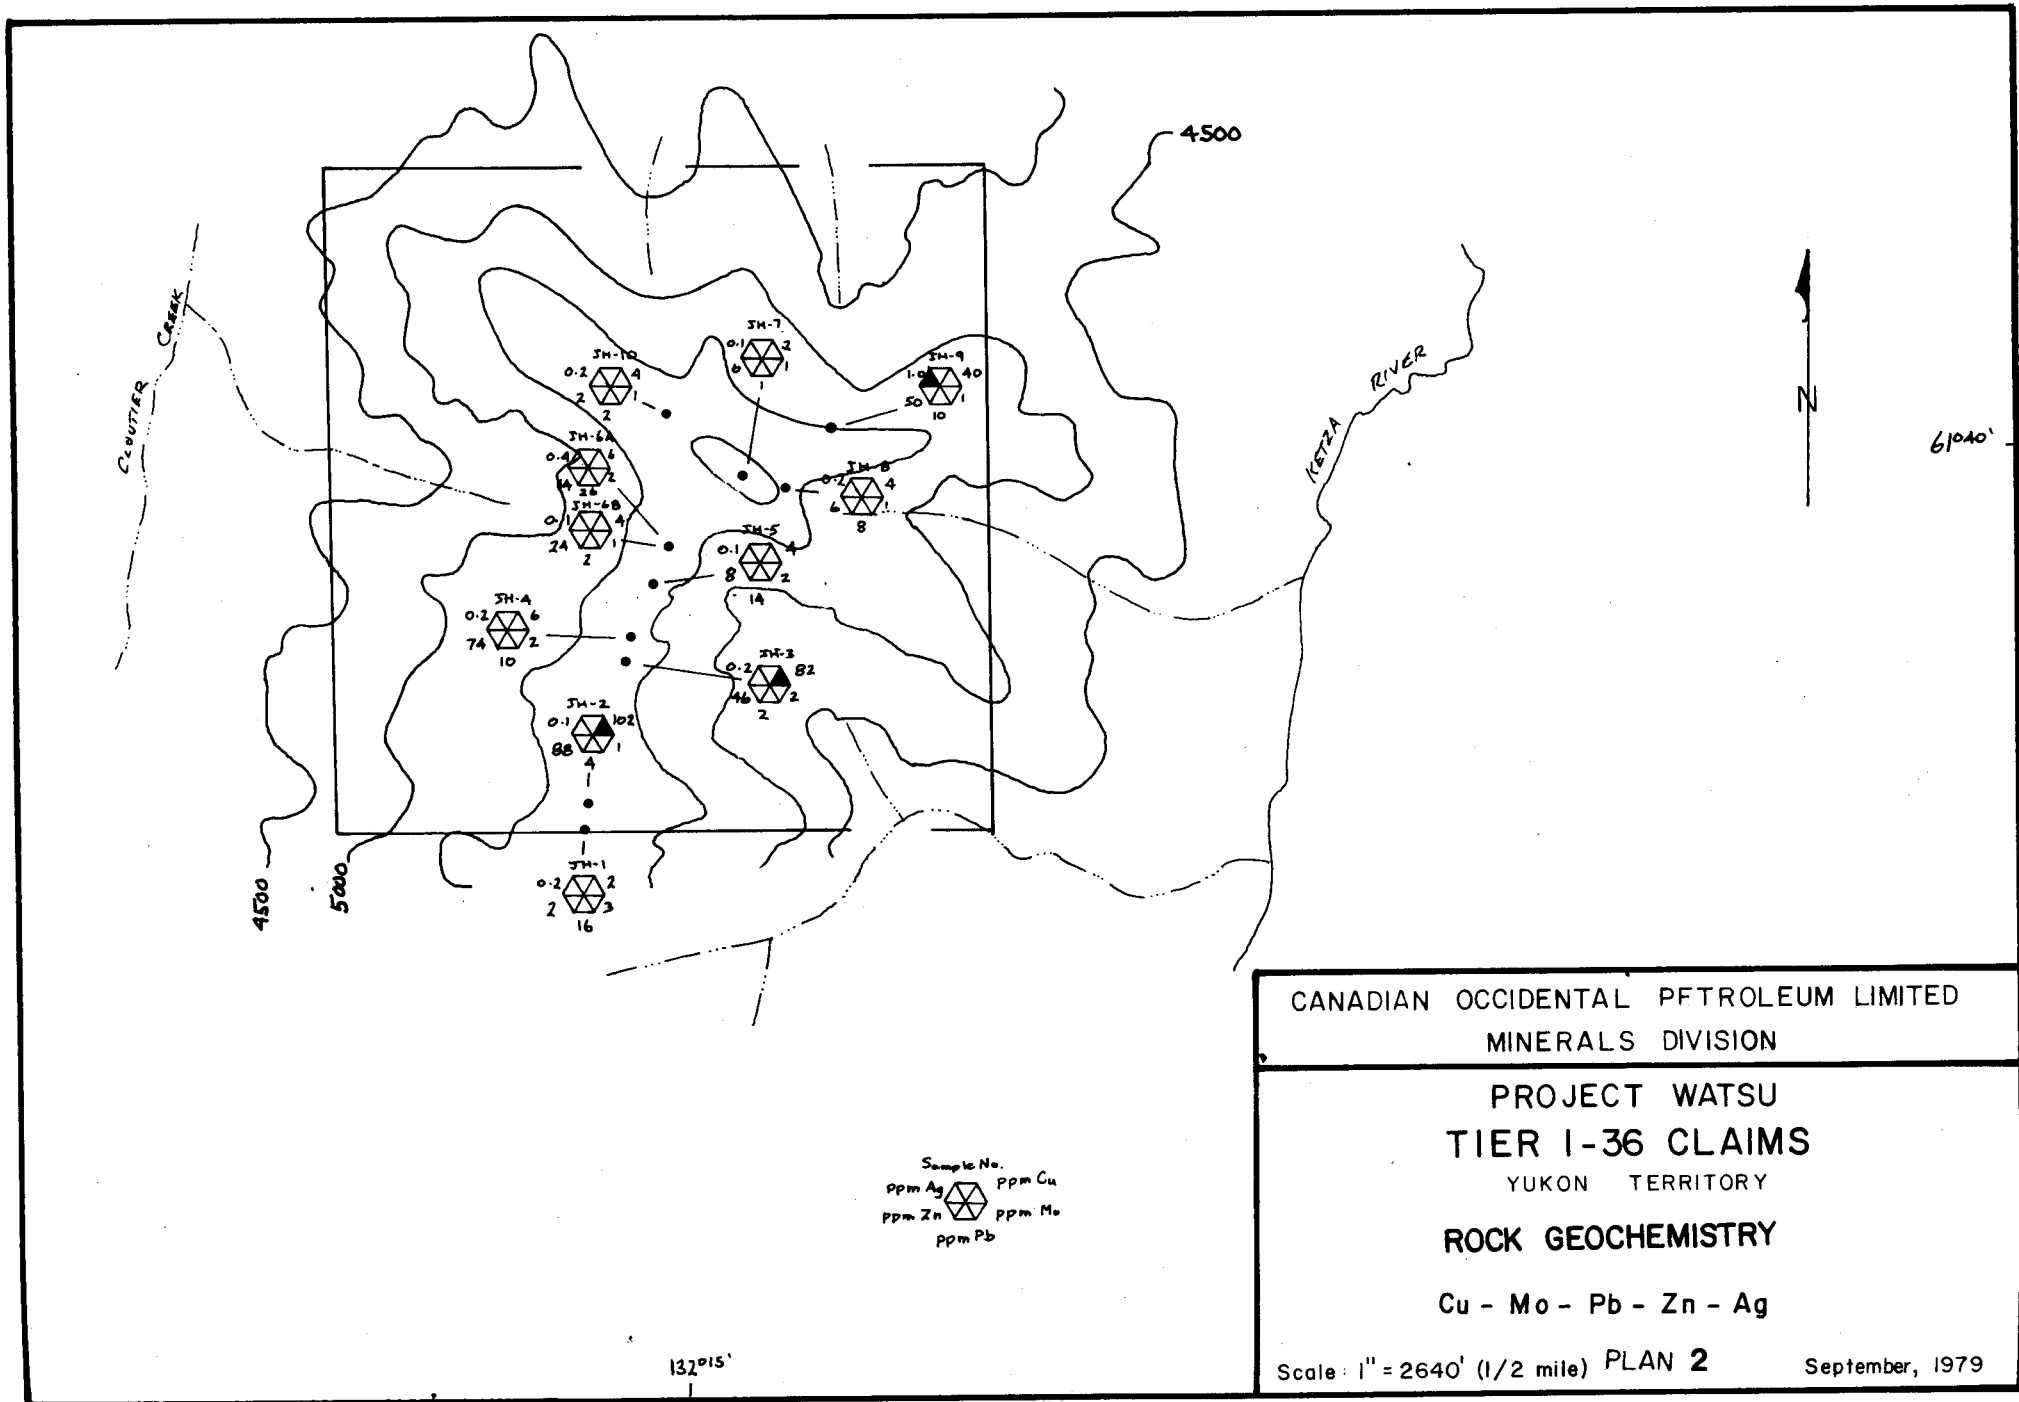 4500
CLOUTIER CREEK
KETZA RIVER
N
61°40'
JH-7
0.1 2
6 1
1
JH-10
0.2 4
2 1
2
JH-9
1.0 40
50 1
10
JH-6A
0.4 6
14 2
26
JH-6B
0.1 4
24 1
2
JH-8
0.2 4
6 1
8
JH-5
0.1 4
8 2
14
JH-4
0.2 6
74 2
10
JH-3
0.2 82
46 2
2
JH-2
0.1 102
88 1
4
JH-1
0.2 2
2 3
16
4500
5000
Sample No.
ppm Ag ppm Cu
ppm Zn ppm Mo
ppm Pb
132°15'
CANADIAN OCCIDENTAL PETROLEUM LIMITED
MINERALS DIVISION
PROJECT WATSU
TIER 1-36 CLAIMS
YUKON TERRITORY
ROCK GEOCHEMISTRY
Cu - Mo - Pb - Zn - Ag
Scale : 1" = 2640' (1/2 mile) PLAN 2 September, 1979